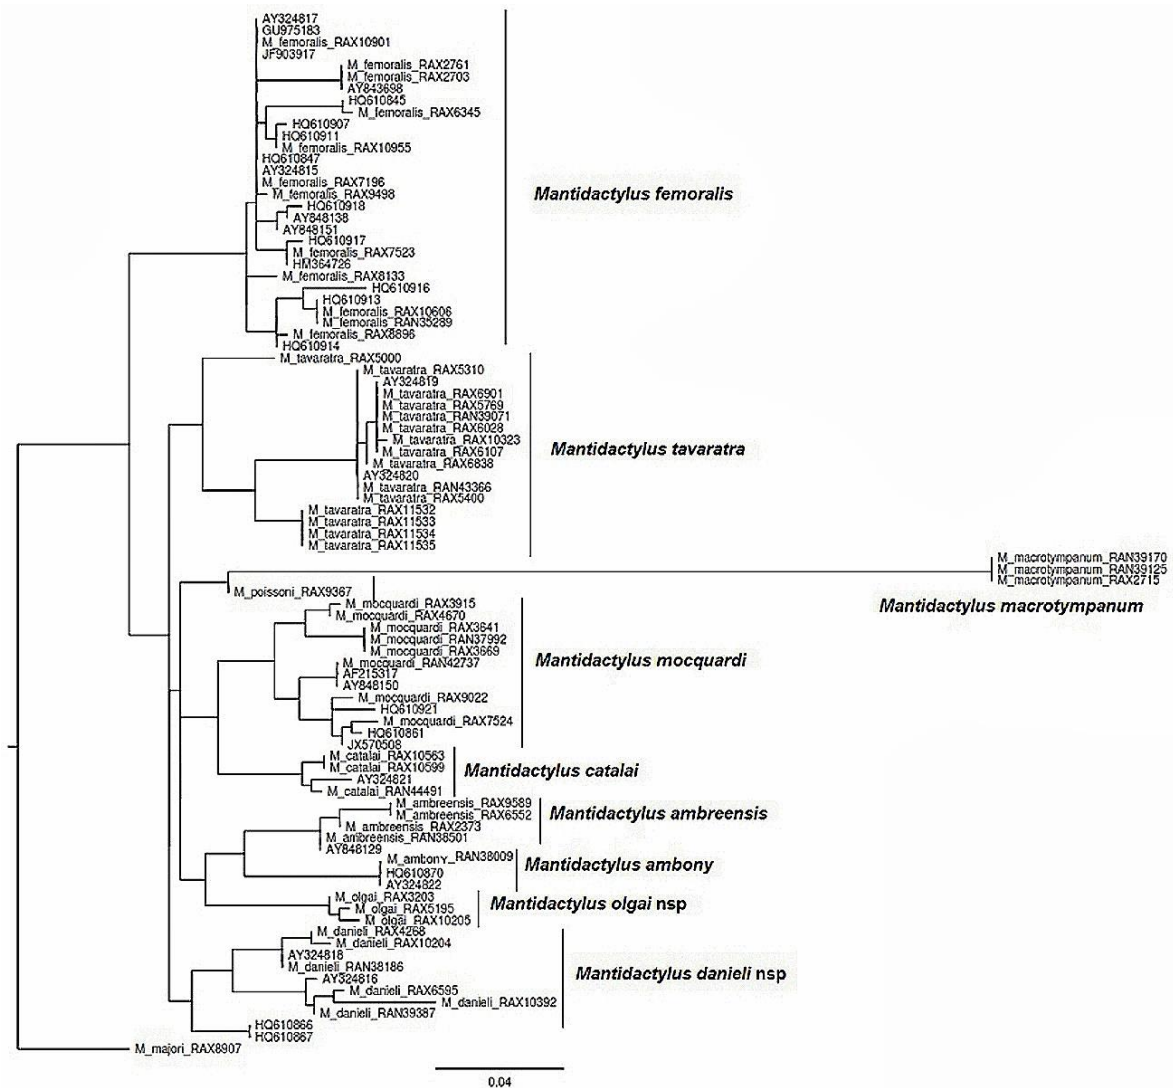 AY324817
GU975183
M_femoralis_RAX10901
JF903917
M_femoralis_RAX2761
M_femoralis_RAX2703
AY843698
HQ610845
M_femoralis_RAX6345
HQ610907
HQ610911
M_femoralis_RAX10955
HQ610847
AY324815
M_femoralis_RAX7196
Mantidactylus femoralis
M_femoralis_RAX9498
HQ610918
AY848138
AY848151
HQ610917
M_femoralis_RAX7523
HM364726
M_femoralis_RAX8133
HQ610916
HQ610913
M_femoralis_RAX10606
M_femoralis_RAN35289
M_femoralis_RAX8896
HQ610914
M_tavaratra_RAX5000
M_tavaratra_RAX5310
AY324819
M_tavaratra_RAX6901
M_tavaratra_RAX5769
M_tavaratra_RAN39071
M_tavaratra_RAX6028
M_tavaratra_RAX10323
Mantidactylus tavaratra
M_tavaratra_RAX6107
M_tavaratra_RAX6838
AY324820
M_tavaratra_RAN43366
M_tavaratra_RAX5400
M_tavaratra_RAX11532
M_tavaratra_RAX11533
M_tavaratra_RAX11534
M_tavaratra_RAX11535
M_macrotympanum_RAN39170
M_macrotympanum_RAN39125
M_macrotympanum_RAX2715
Mantidactylus macrotympanum
M_poissoni_RAX9367
M_mocquardi_RAX3915
M_mocquardi_RAX4670
M_mocquardi_RAX3641
M_mocquardi_RAN37992
M_mocquardi_RAX3669
Mantidactylus mocquardi
M_mocquardi_RAN42737
AF215317
AY848150
M_mocquardi_RAX9022
HQ610921
M_mocquardi_RAX7524
HQ610861
JX570508
M_catalai_RAX10563
M_catalai_RAX10599
Mantidactylus catalai
AY324821
M_catalai_RAN44491
M_ambreensis_RAX9589
M_ambreensis_RAX6552
Mantidactylus ambreensis
M_ambreensis_RAX2373
M_ambreensis_RAN38501
AY848129
M_ambony_RAN38009
Mantidactylus ambony
HQ610870
AY324822
M_olgai_RAX3203
Mantidactylus olgai nsp
M_olgai_RAX5195
M_olgai_RAX10205
M_danieli_RAX4268
M_danieli_RAX10204
AY324818
M_danieli_RAN38186
Mantidactylus danieli nsp
AY324816
M_danieli_RAX6595
M_danieli_RAX10392
M_danieli_RAN39387
HQ610866
HQ610867
M_majori_RAX8907
0.04